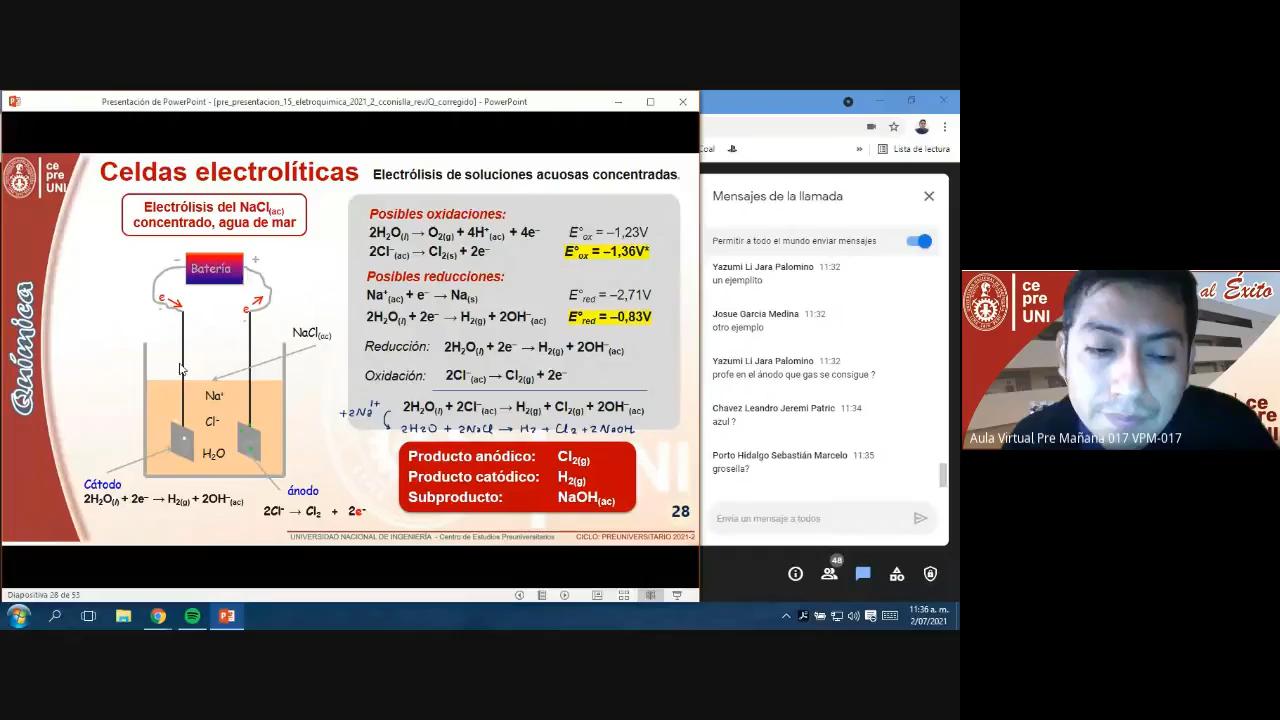 Presentación de PowerPoint - [pre_presentacion_15_eletroquimica_2021_2_cconislla_revJQ_corregido] - PowerPoint
ce
pre
UNI
Química
Celdas electrolíticas
Electrólisis de soluciones acuosas concentradas.
Electrólisis del NaCl(ac)
concentrado, agua de mar
Batería
− +
e e
NaCl(ac)
Na⁺
Cl⁻
H₂O
Cátodo
2H₂O(l) + 2e⁻ → H₂(g) + 2OH⁻(ac)
ánodo
2Cl⁻ → Cl₂ + 2e⁻
Posibles oxidaciones:
2H₂O(l) → O₂(g) + 4H⁺(ac) + 4e⁻ E°ox = –1,23V
2Cl⁻(ac) → Cl₂(s) + 2e⁻ E°ox = –1,36V*
Posibles reducciones:
Na⁺(ac) + e⁻ → Na(s) E°red = –2,71V
2H₂O(l) + 2e⁻ → H₂(g) + 2OH⁻(ac) E°red = –0,83V
Reducción: 2H₂O(l) + 2e⁻ → H₂(g) + 2OH⁻(ac)
Oxidación: 2Cl⁻(ac) → Cl₂(g) + 2e⁻
2H₂O(l) + 2Cl⁻(ac) → H₂(g) + Cl₂(g) + 2OH⁻(ac)
+2Na¹⁺
2H₂O + 2NaCl → H₂ + Cl₂ + 2NaOH
Producto anódico: Cl₂(g)
Producto catódico: H₂(g)
Subproducto: NaOH(ac)
28
UNIVERSIDAD NACIONAL DE INGENIERÍA - Centro de Estudios Preuniversitarios CICLO: PREUNIVERSITARIO 2021-2
Diapositiva 28 de 53
Coal
» Lista de lectura
Mensajes de la llamada
Permitir a todo el mundo enviar mensajes
Yazumi Li Jara Palomino 11:32
un ejemplito
Josue Garcia Medina 11:32
otro ejemplo
Yazumi Li Jara Palomino 11:33
profe en el ánodo que gas se consigue ?
Chavez Leandro Jeremi Patric 11:34
azul ?
Porto Hidalgo Sebastián Marcelo 11:35
grosella?
Envía un mensaje a todos
48
11:36 a. m.
2/07/2021
ce
pre
UNI
al Éxito
ce
pre
UNI
Aula Virtual Pre Mañana 017 VPM-017